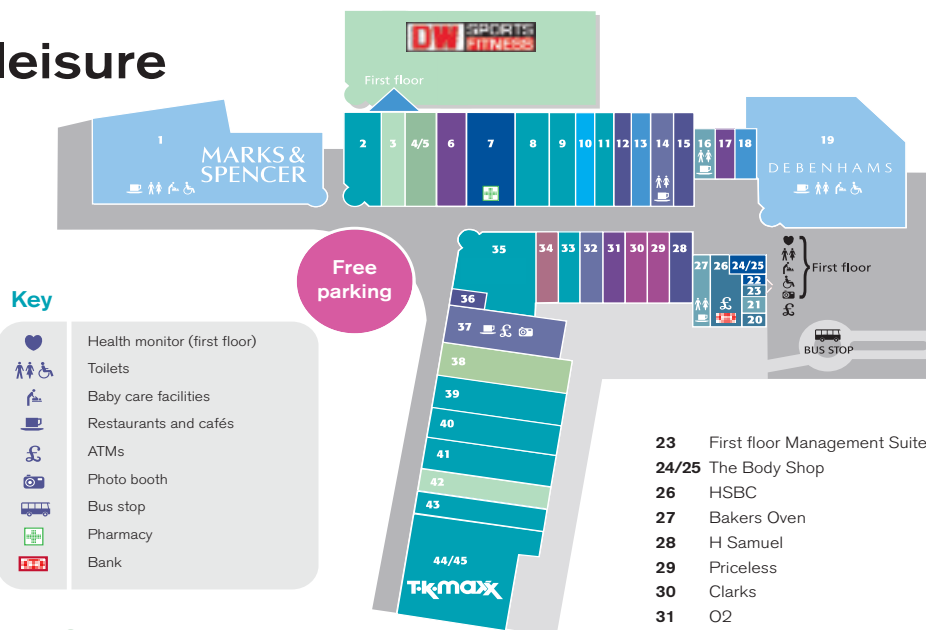 leisure
DW SPORTS
FITNESS
First floor
1
MARKS &
SPENCER
2
3
4/5
6
7
8
9
10
11
12
13
14
15
16
17
18
19
DEBENHAMS
35
34
33
32
31
30
29
28
27
26
24/25
22
23
21
20
First floor
BUS STOP
Free
parking
36
37
38
39
40
41
42
43
44/45
T·K·maxx
Key
Health monitor (first floor)
Toilets
Baby care facilities
Restaurants and cafés
£ ATMs
Photo booth
Bus stop
Pharmacy
Bank
23 First floor Management Suite
24/25 The Body Shop
26 HSBC
27 Bakers Oven
28 H Samuel
29 Priceless
30 Clarks
31 O2